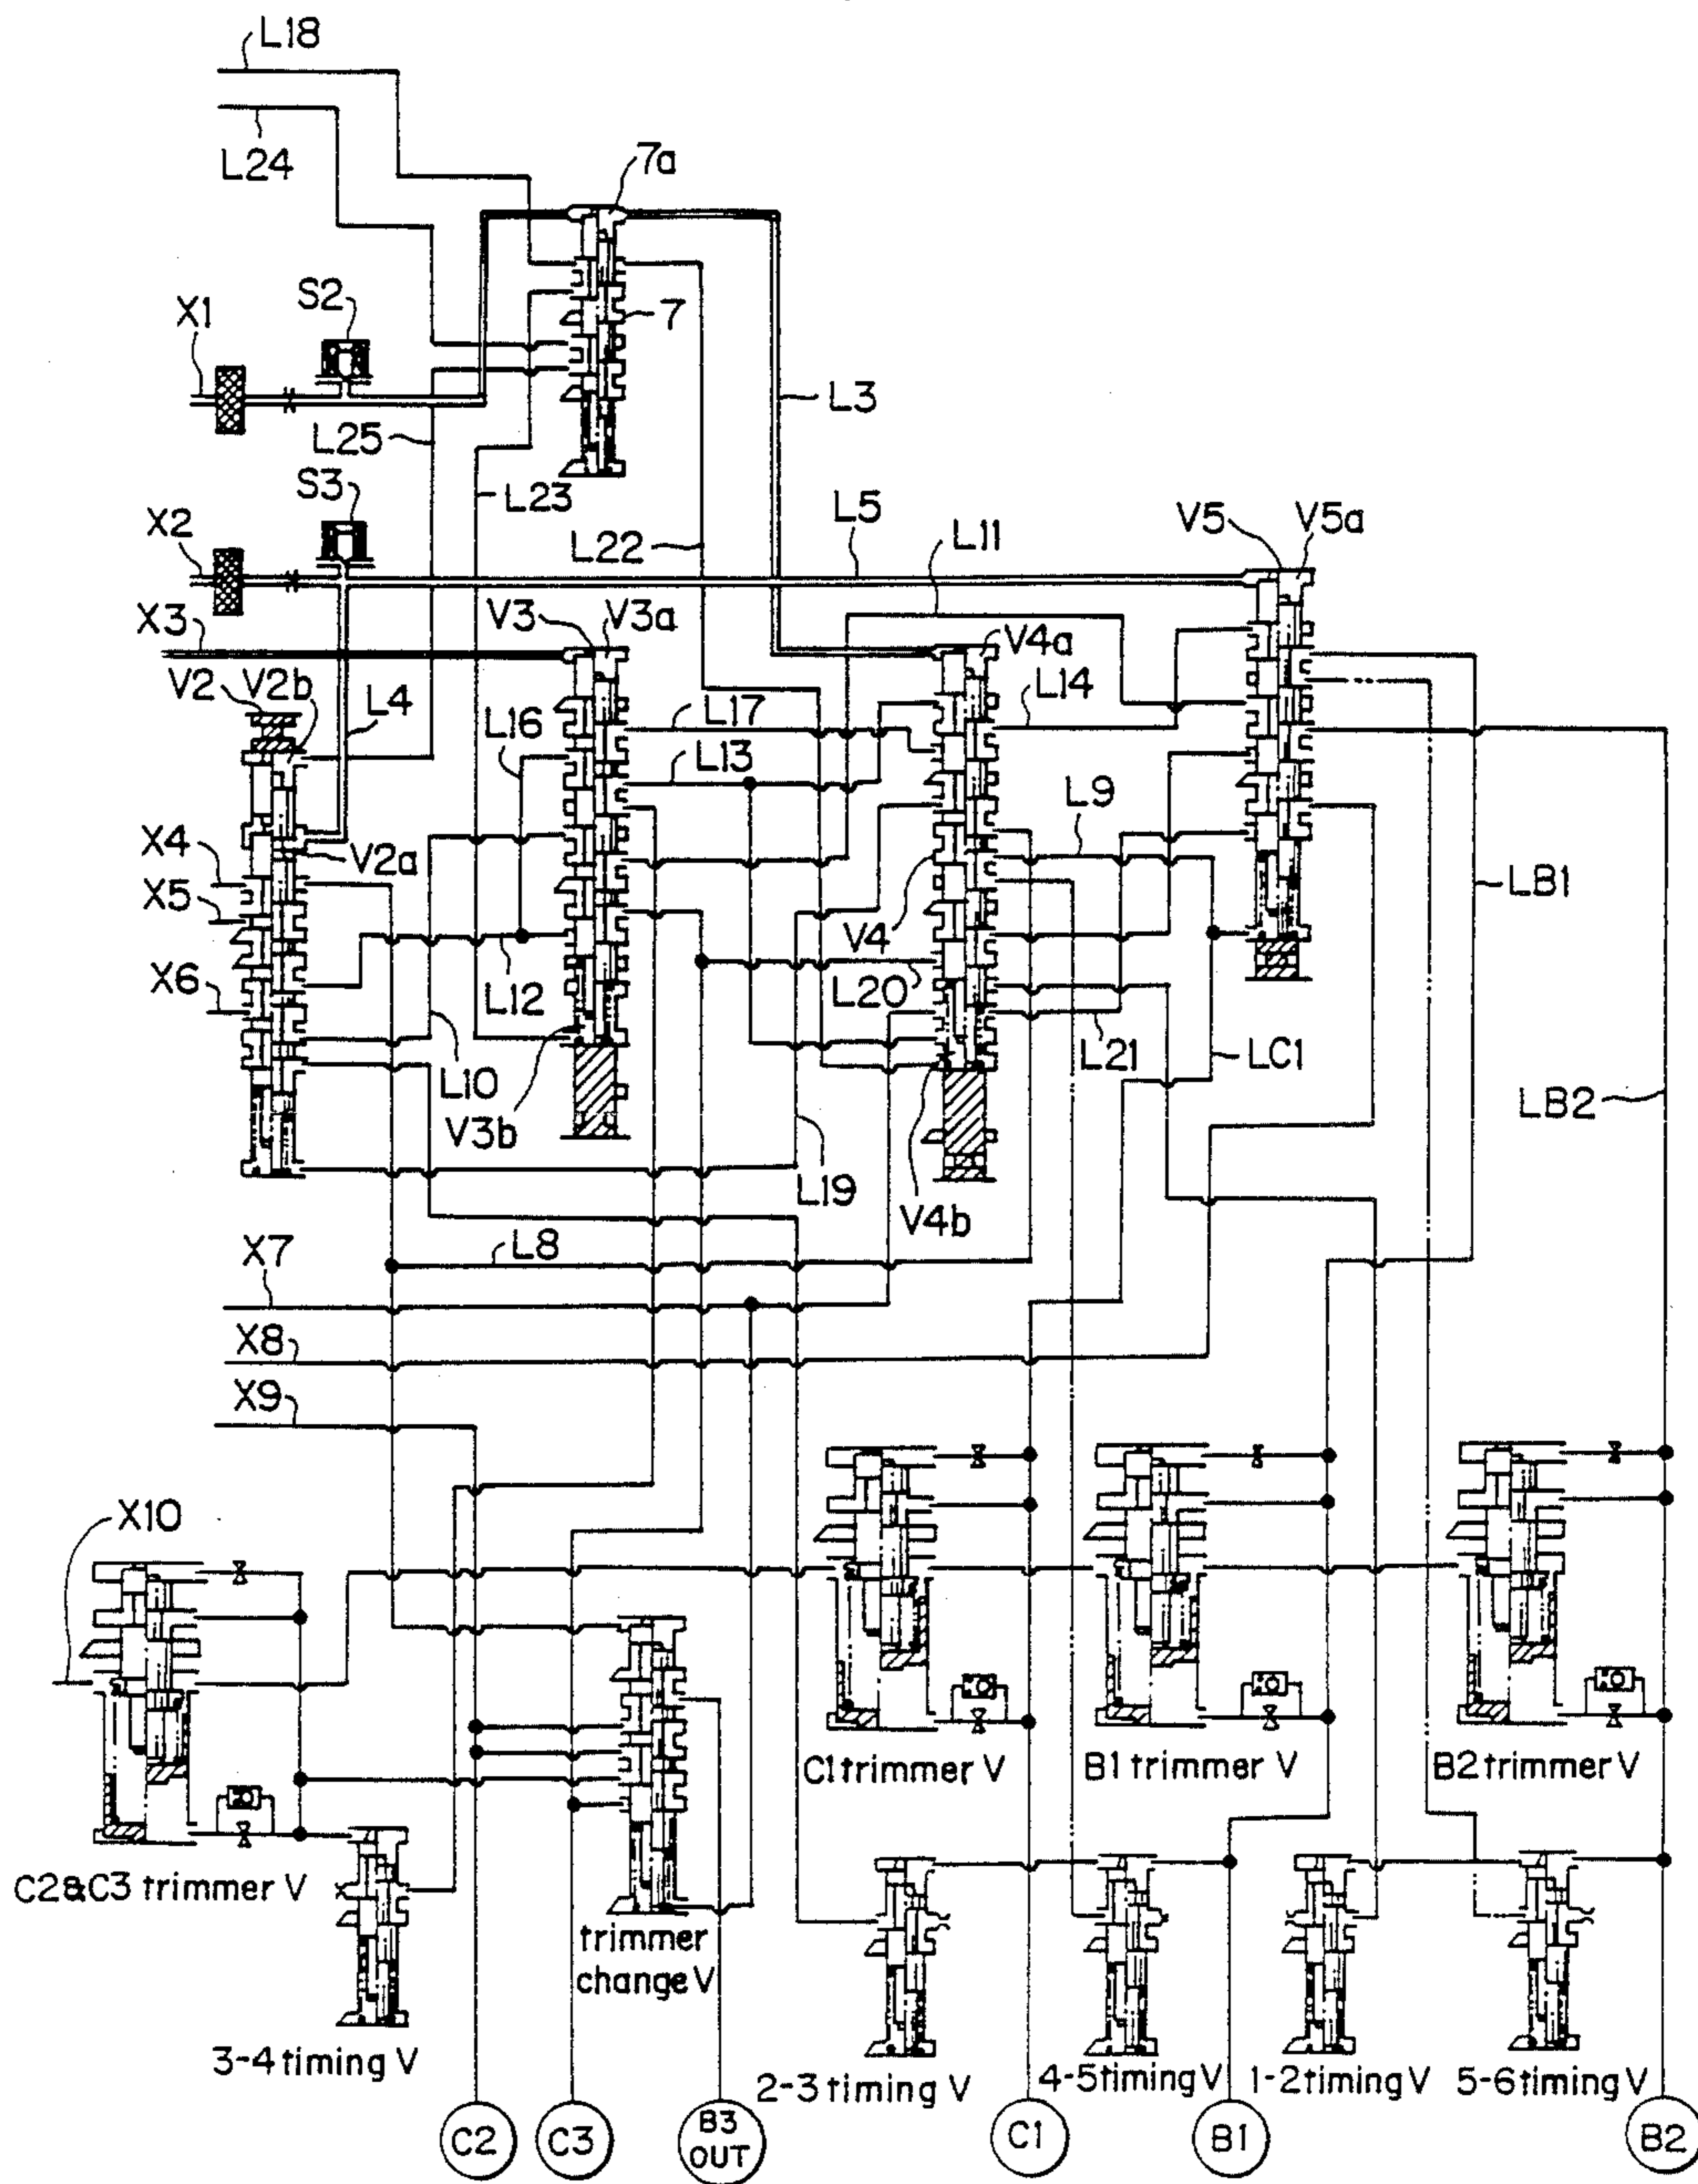 L18
L24
7a
S2
X1
7
L3
L25
S3
L23
V5
V5a
X2
L5
L11
L22
X3
V3
V3a
V4a
V2
V2b
L4
L14
L16
L17
L13
L9
X4
V2a
X5
LB1
V4
X6
L12
L20
L10
L21
LC1
V3b
LB2
L19
V4b
X7
L8
X8
X9
X10
C1 trimmer V
B1 trimmer V
B2 trimmer V
C2&C3 trimmer V
trimmer
change V
3-4 timing V
2-3 timing V
4-5 timing V
1-2 timing V
5-6 timing V
C2
C3
B3
OUT
C1
B1
B2